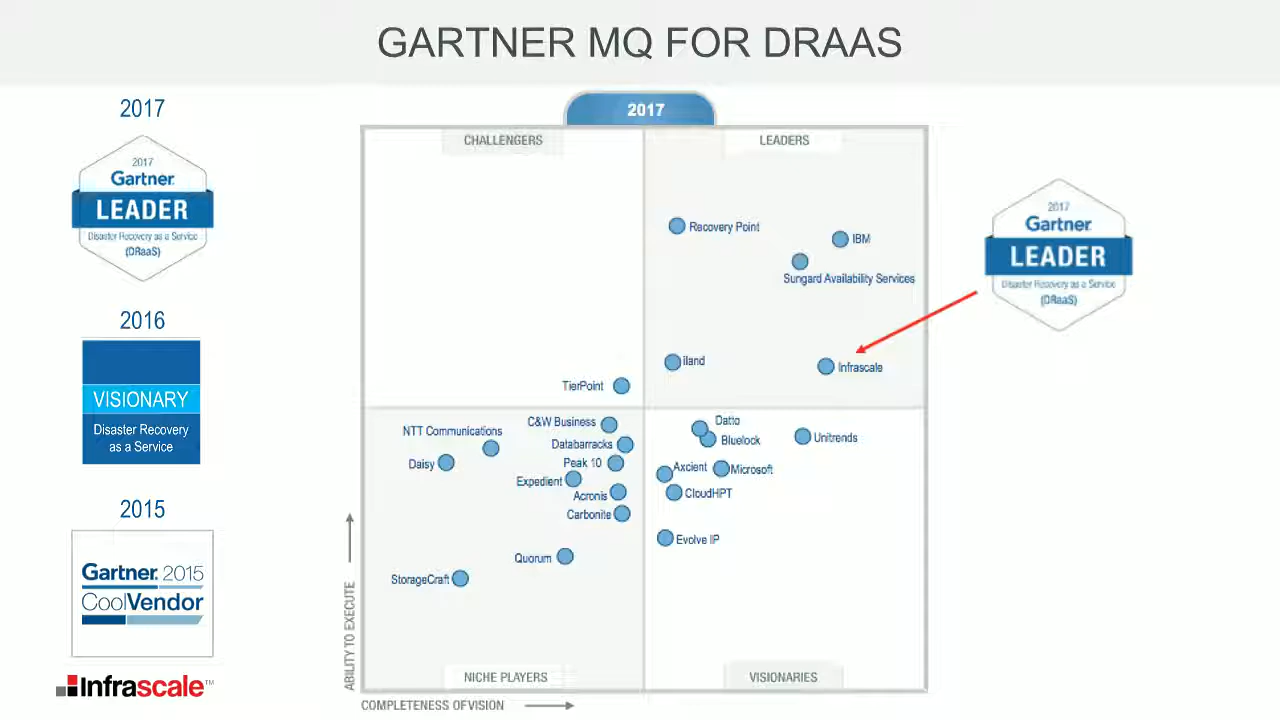 GARTNER MQ FOR DRAAS
2017
2017
Gartner
LEADER
Disaster Recovery as a Service
(DRaaS)
2016
VISIONARY
Disaster Recovery
as a Service
2015
Gartner 2015
CoolVendor
Infrascale™
2017
CHALLENGERS
LEADERS
Recovery Point
IBM
Sungard Availability Services
iland
Infrascale
TierPoint
C&W Business
NTT Communications
Databarracks
Daisy
Peak 10
Expedient
Acronis
Carbonite
Quorum
StorageCraft
Datto
Bluelock
Unitrends
Axcient
Microsoft
CloudHPT
Evolve IP
NICHE PLAYERS
VISIONARIES
ABILITY TO EXECUTE
COMPLETENESS OF VISION
2017
Gartner
LEADER
Disaster Recovery as a Service
(DRaaS)